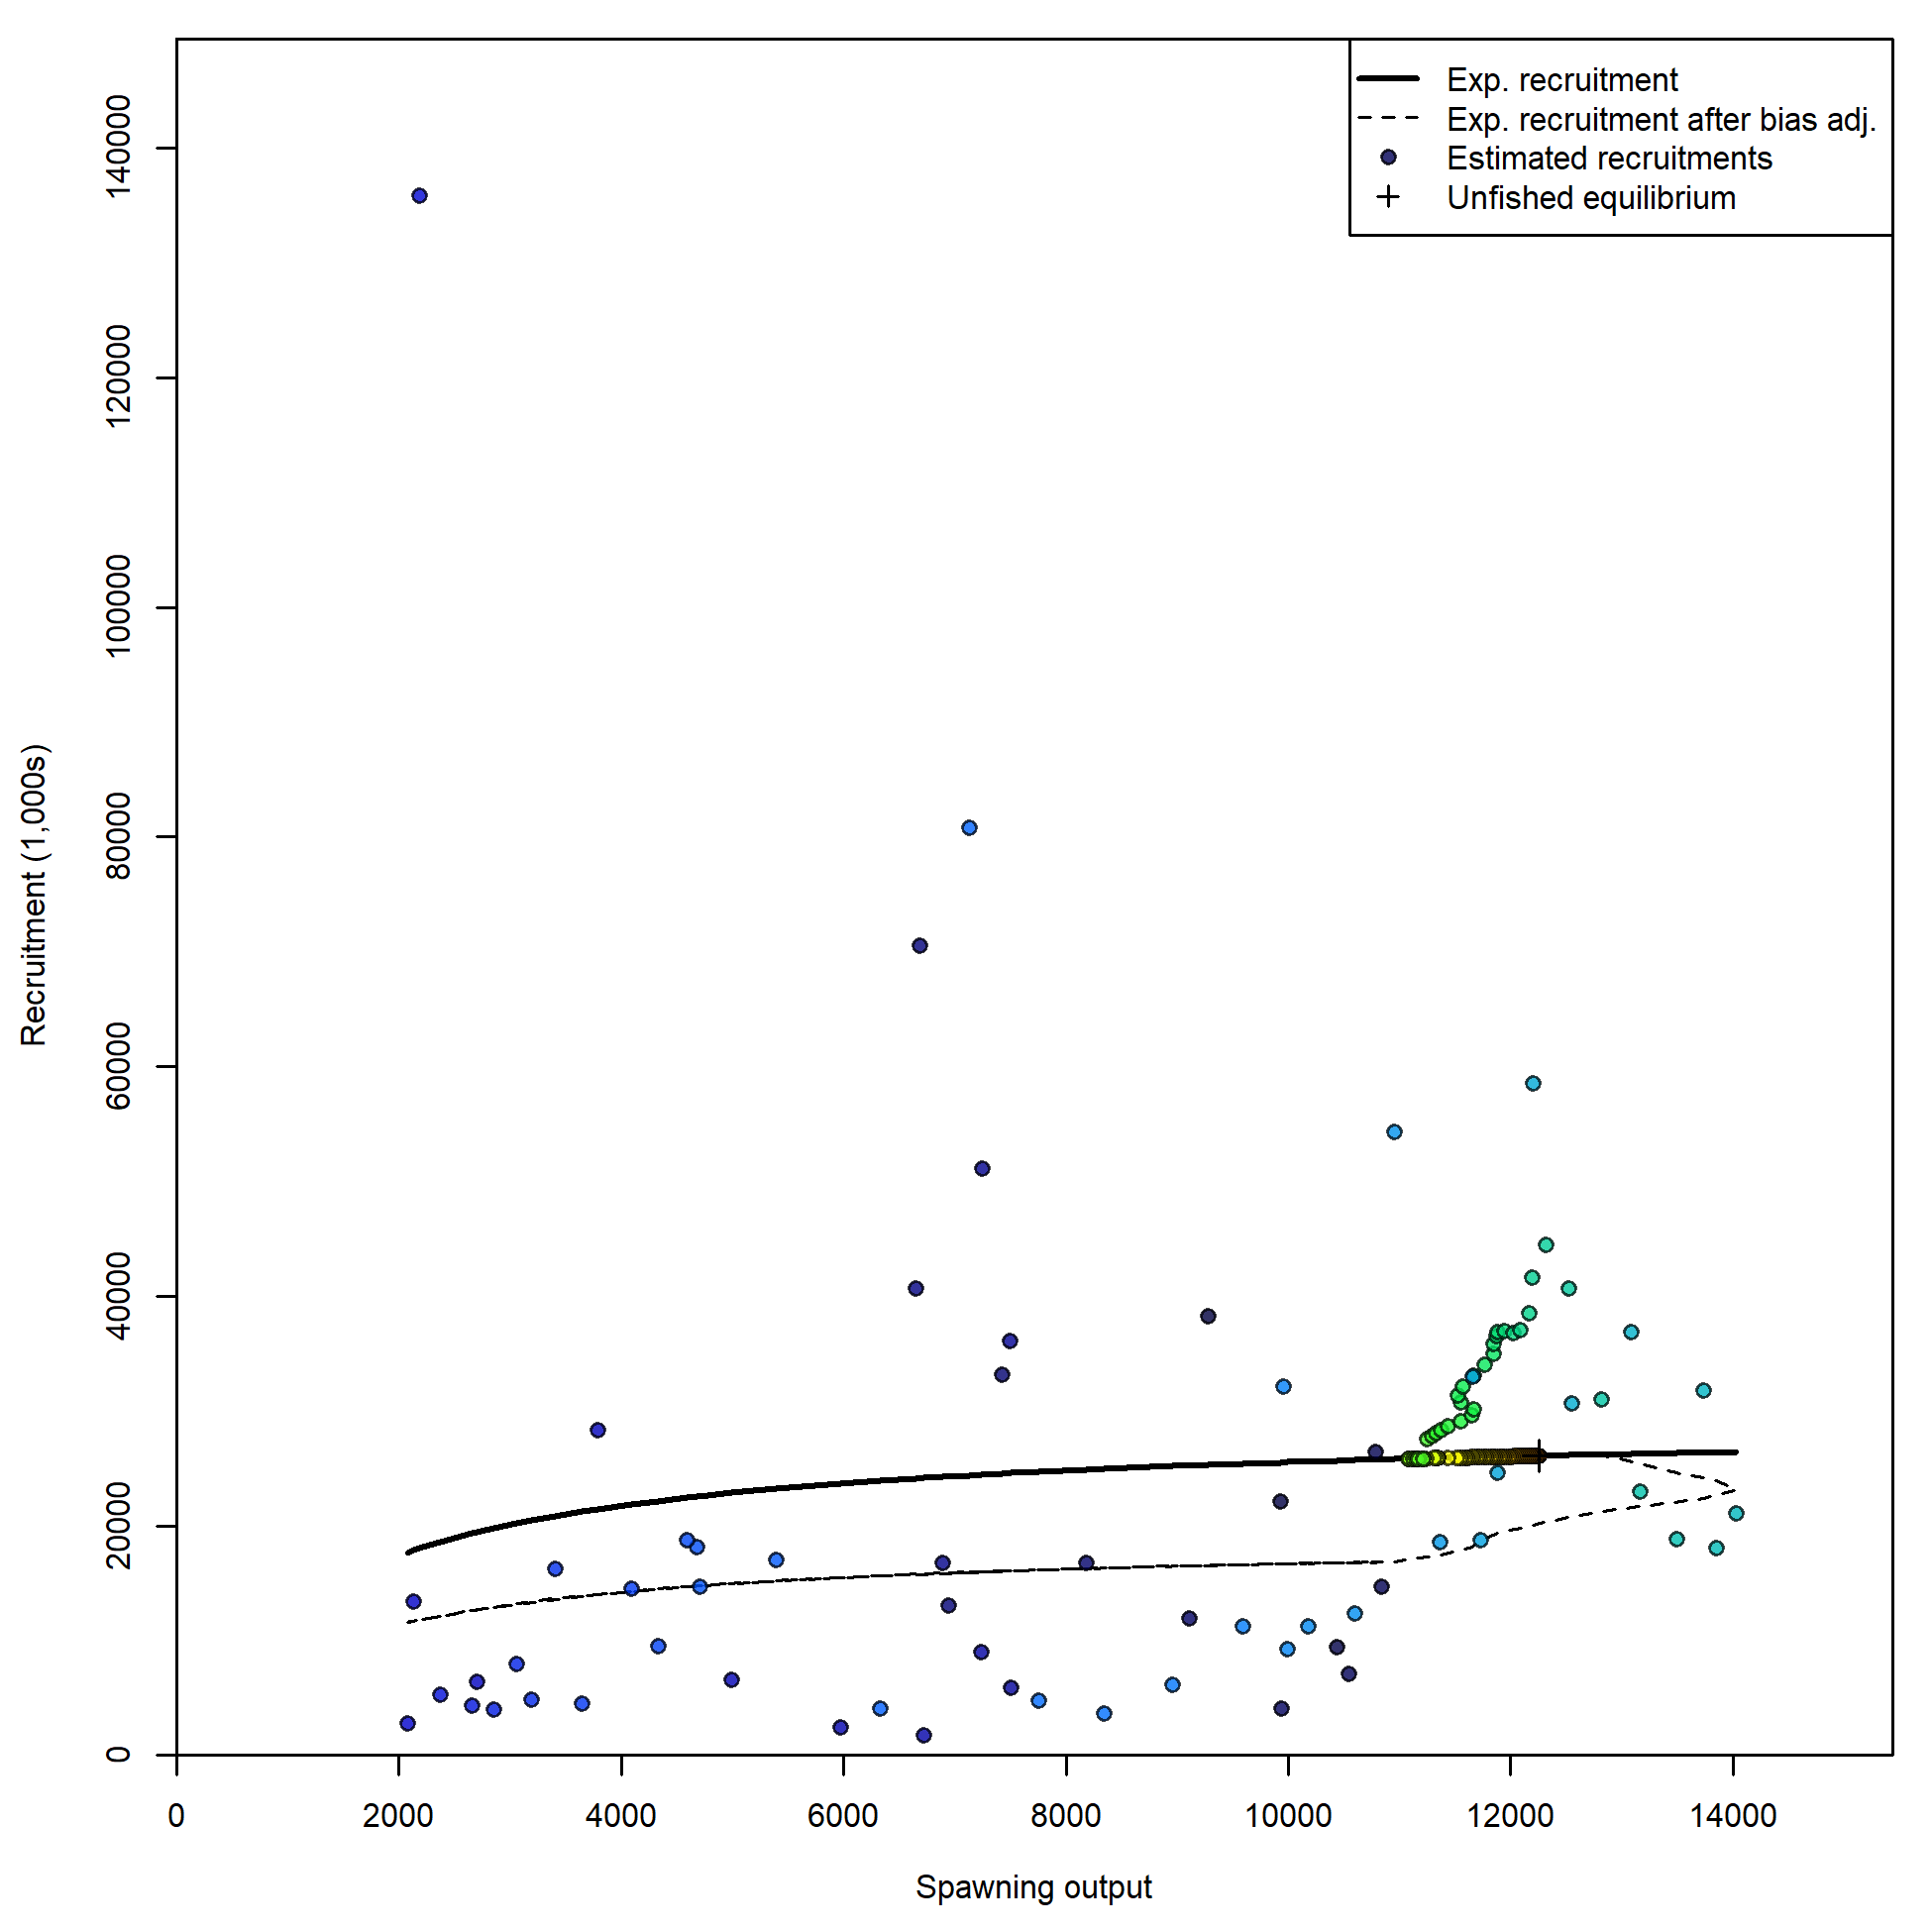 Exp. recruitment
Exp. recruitment after bias adj.
Estimated recruitments
Unfished equilibrium
140000
120000
100000
80000
60000
40000
20000
0
Recruitment (1,000s)
0 2000 4000 6000 8000 10000 12000 14000
Spawning output